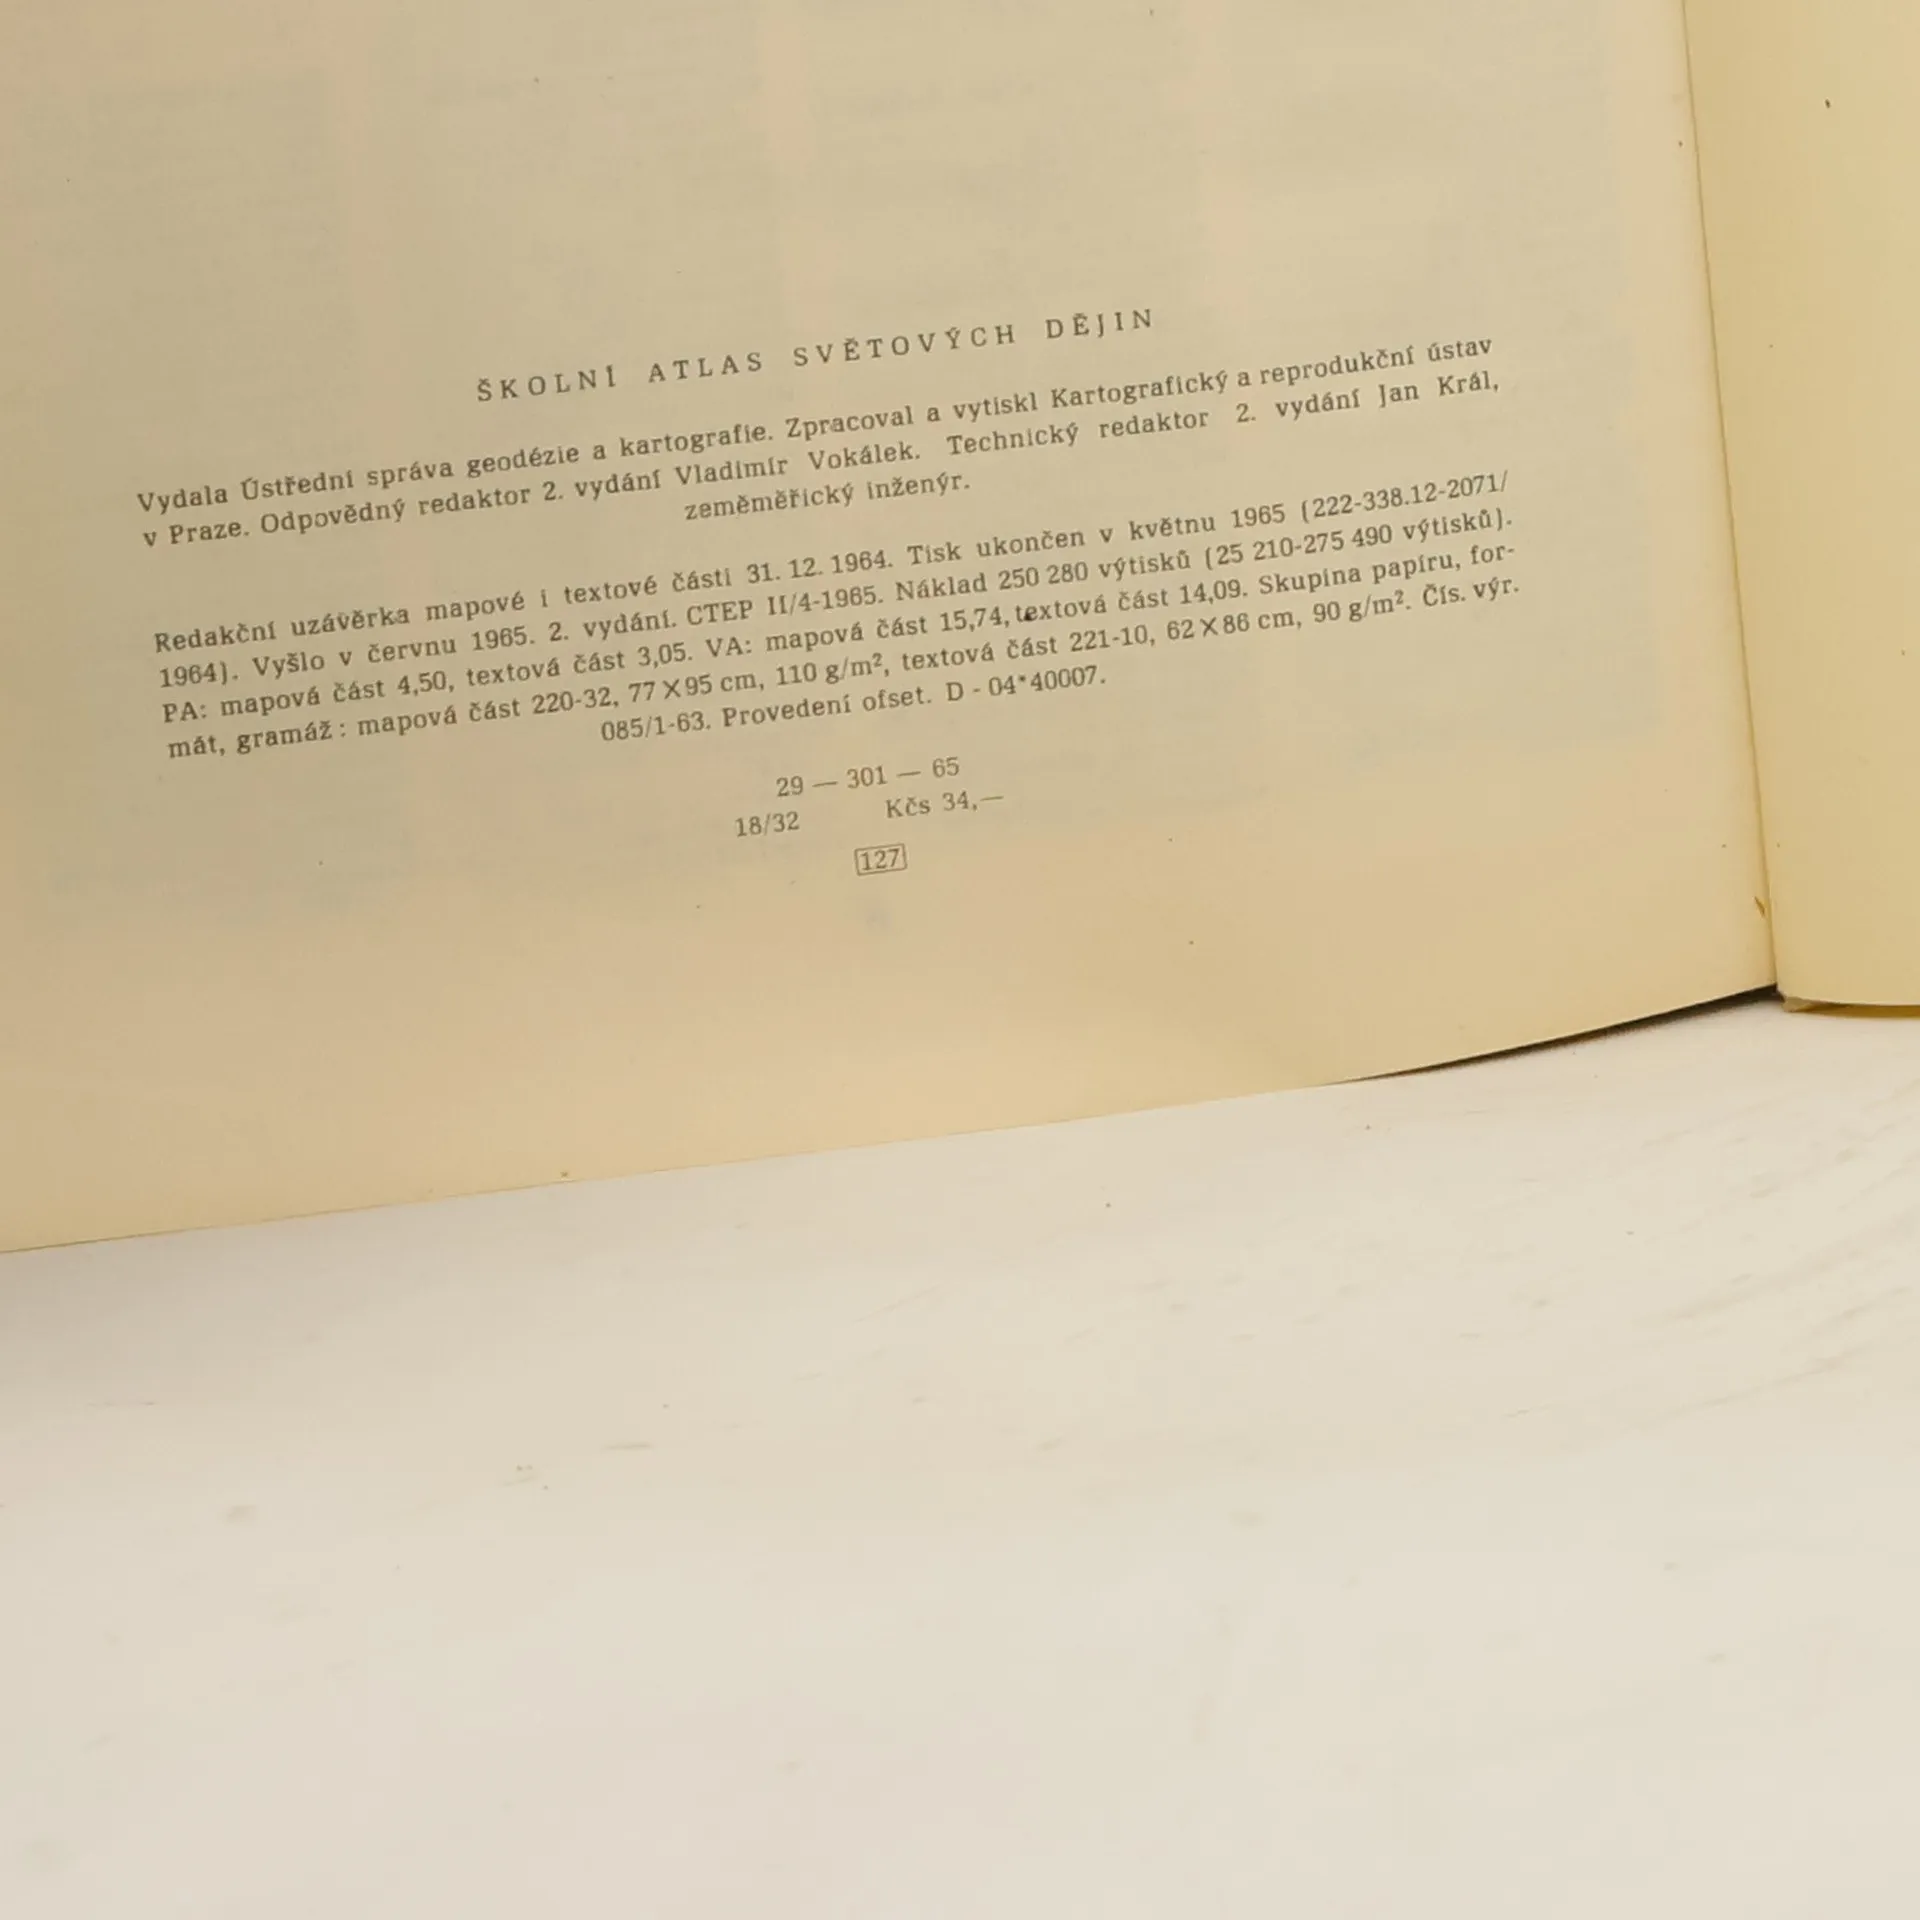 ŠKOLNÍ ATLAS SVĚTOVÝCH DĚJIN
Vydala Ústřední správa geodézie a kartografie. Zpracoval a vytiskl Kartografický a reprodukční ústav
v Praze. Odpovědný redaktor 2. vydání Vladimír Vokálek. Technický redaktor 2. vydání Jan Král,
zeměměřický inženýr.
Redakční uzávěrka mapové i textové části 31. 12. 1964. Tisk ukončen v květnu 1965 (222-338.12-2071/
1964). Vyšlo v červnu 1965. 2. vydání. CTEP II/4-1965. Náklad 250 280 výtisků (25 210-275 490 výtisků).
PA: mapová část 4,50, textová část 3,05. VA: mapová část 15,74, textová část 14,09. Skupina papíru, for-
mát, gramáž: mapová část 220-32, 77×95 cm, 110 g/m², textová část 221-10, 62×86 cm, 90 g/m². Čís. výr.
085/1-63. Provedení ofset. D - 04*40007.
29 — 301 — 65
18/32 Kčs 34,—
127